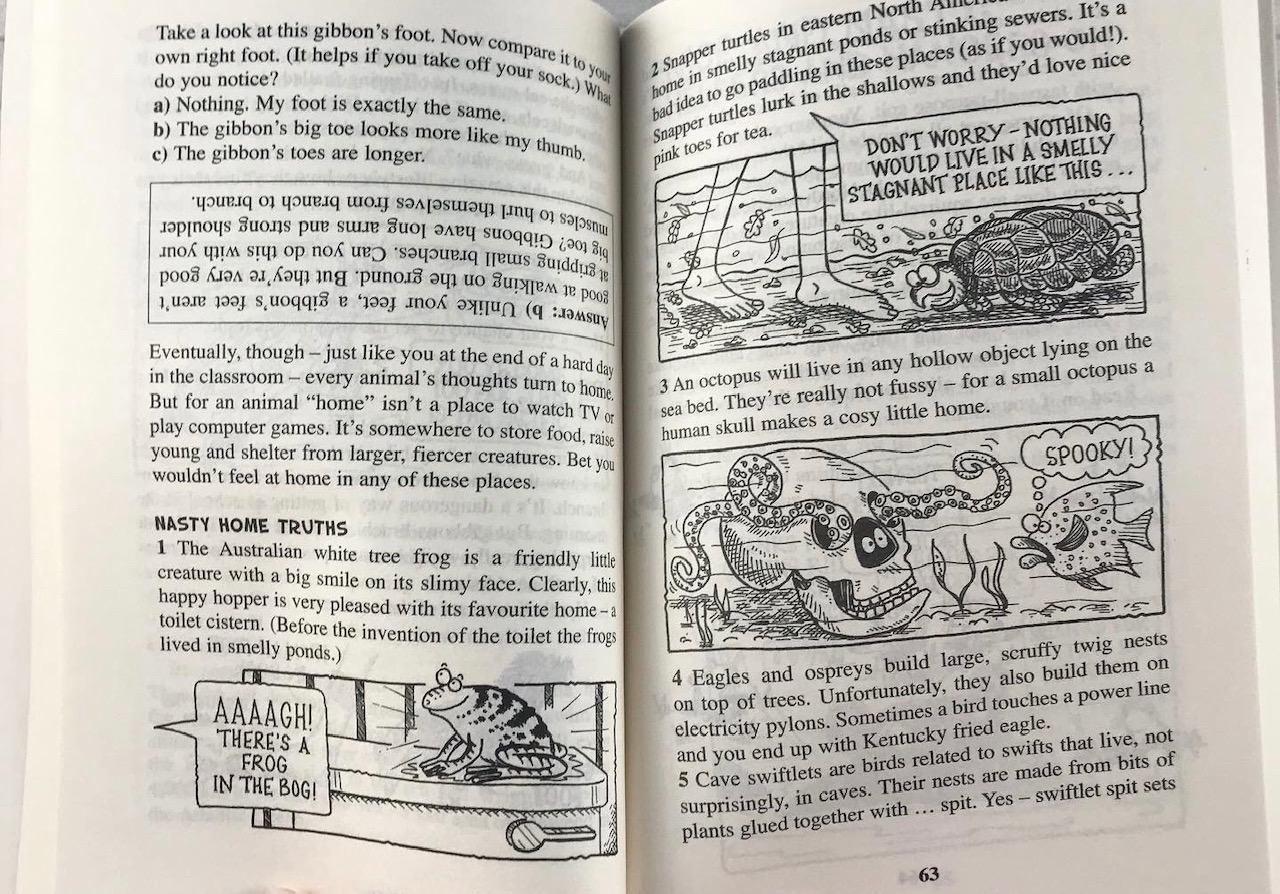 Take a look at this gibbon's foot. Now compare it to your
own right foot. (It helps if you take off your sock.) What
do you notice?
a) Nothing. My foot is exactly the same.
b) The gibbon's big toe looks more like my thumb.
c) The gibbon's toes are longer.
Answer: b) Unlike your feet, a gibbon's feet aren't
good at walking on the ground. But they're very good
at gripping small branches. Can you do this with your
big toe? Gibbons have long arms and strong shoulder
muscles to hurl themselves from branch to branch.
Eventually, though – just like you at the end of a hard day
in the classroom – every animal's thoughts turn to home.
But for an animal "home" isn't a place to watch TV or
play computer games. It's somewhere to store food, raise
young and shelter from larger, fiercer creatures. Bet you
wouldn't feel at home in any of these places.
NASTY HOME TRUTHS
1 The Australian white tree frog is a friendly little
creature with a big smile on its slimy face. Clearly, this
happy hopper is very pleased with its favourite home – a
toilet cistern. (Before the invention of the toilet the frogs
lived in smelly ponds.)
AAAAGH!
THERE'S A
FROG
IN THE BOG!
2 Snapper turtles in eastern North
home in smelly stagnant ponds or stinking sewers. It's a
bad idea to go paddling in these places (as if you would!).
Snapper turtles lurk in the shallows and they'd love nice
pink toes for tea.
DON'T WORRY – NOTHING
WOULD LIVE IN A SMELLY
STAGNANT PLACE LIKE THIS ...
3 An octopus will live in any hollow object lying on the
sea bed. They're really not fussy – for a small octopus a
human skull makes a cosy little home.
SPOOKY!
4 Eagles and ospreys build large, scruffy twig nests
on top of trees. Unfortunately, they also build them on
electricity pylons. Sometimes a bird touches a power line
and you end up with Kentucky fried eagle.
5 Cave swiftlets are birds related to swifts that live, not
surprisingly, in caves. Their nests are made from bits of
plants glued together with ... spit. Yes – swiftlet spit sets
63